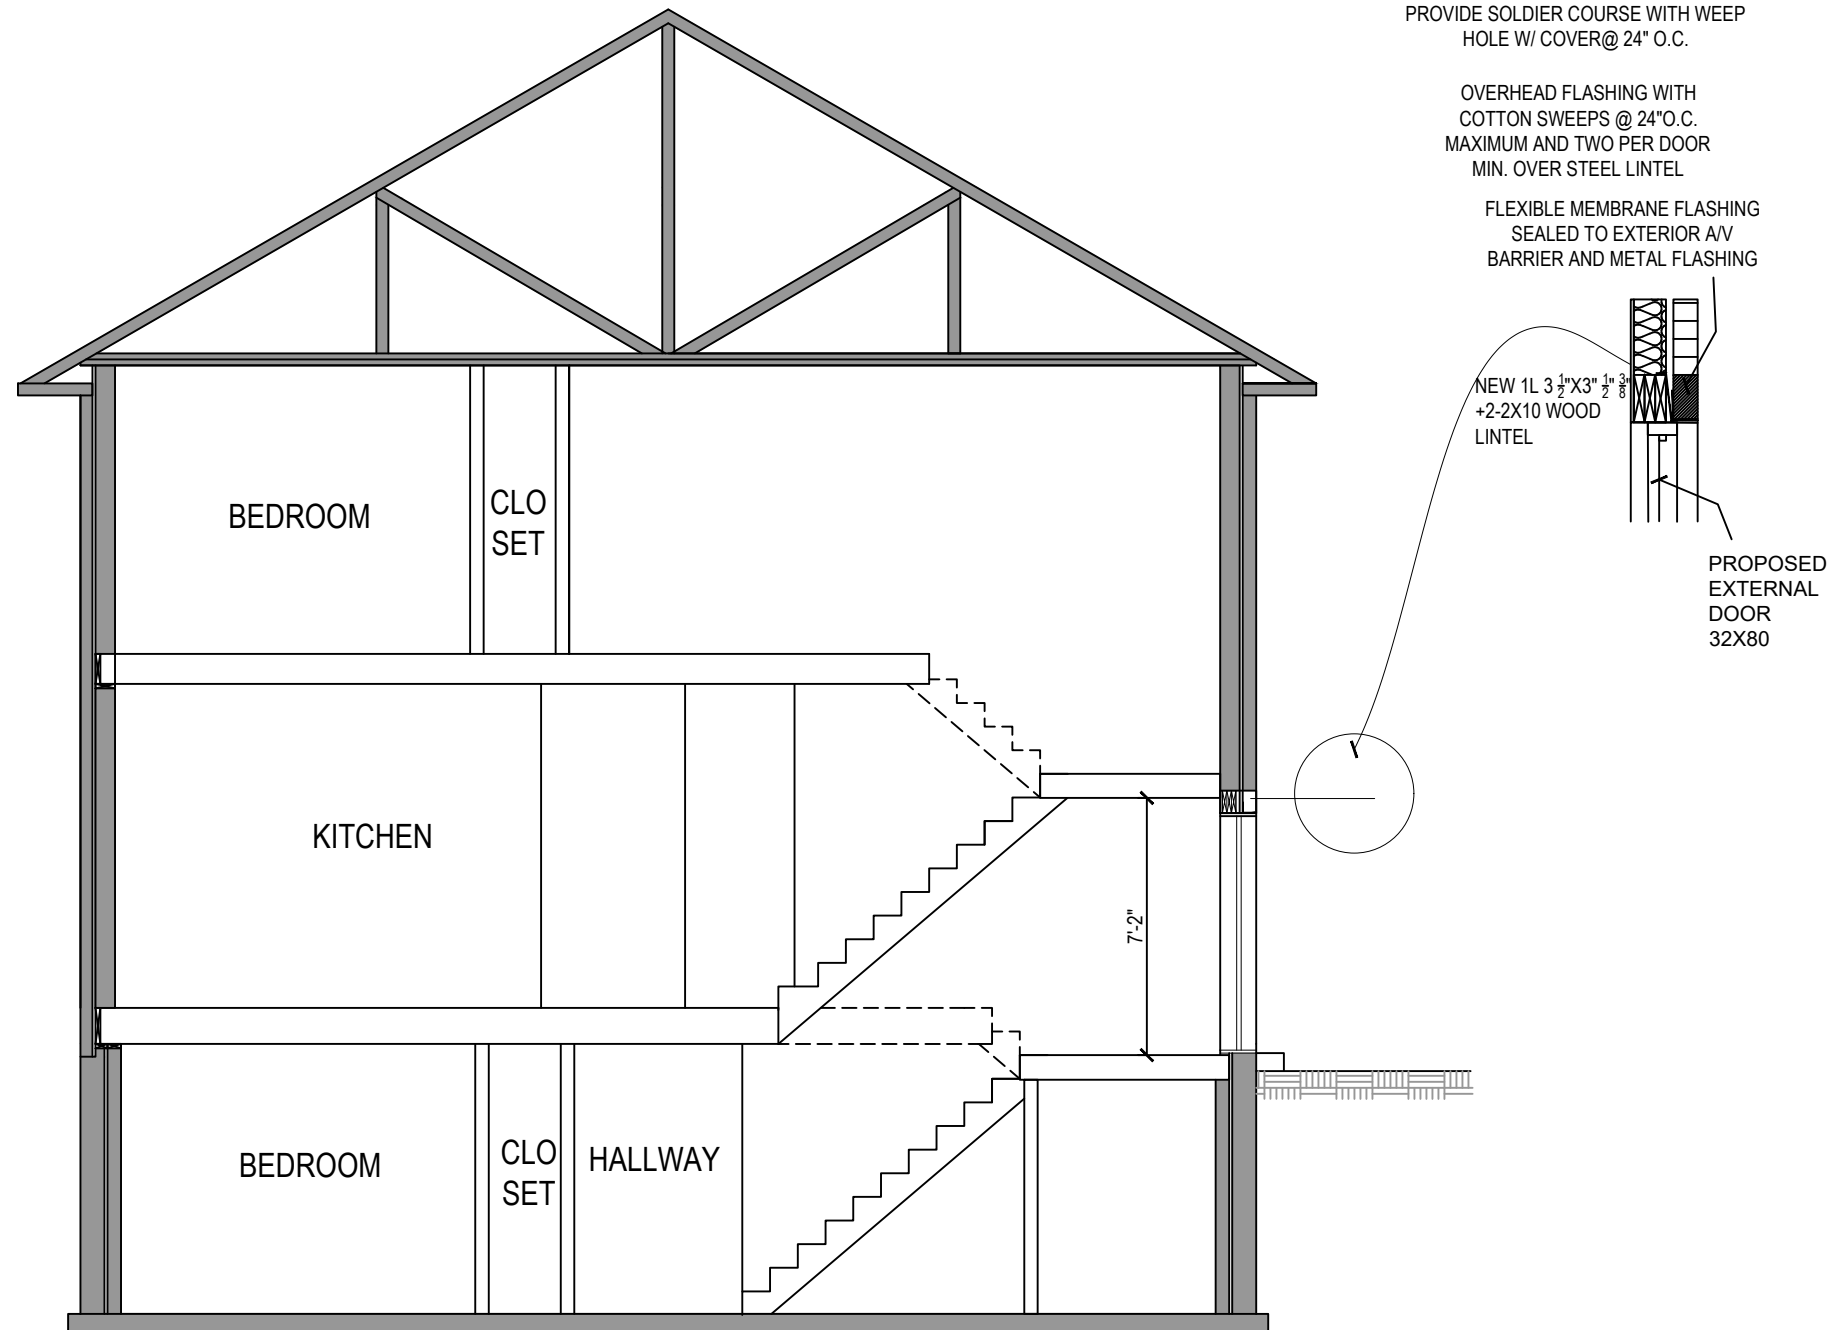 PROVIDE SOLDIER COURSE WITH WEEP
HOLE W/ COVER@ 24" O.C.
OVERHEAD FLASHING WITH
COTTON SWEEPS @ 24"O.C.
MAXIMUM AND TWO PER DOOR
MIN. OVER STEEL LINTEL
FLEXIBLE MEMBRANE FLASHING
SEALED TO EXTERIOR A/V
BARRIER AND METAL FLASHING
NEW 1L 3 1/2"X3" 1/2" 3/8"
+2-2X10 WOOD
LINTEL
PROPOSED
EXTERNAL
DOOR
32X80
BEDROOM
CLO
SET
KITCHEN
7'-2"
BEDROOM
CLO
SET
HALLWAY